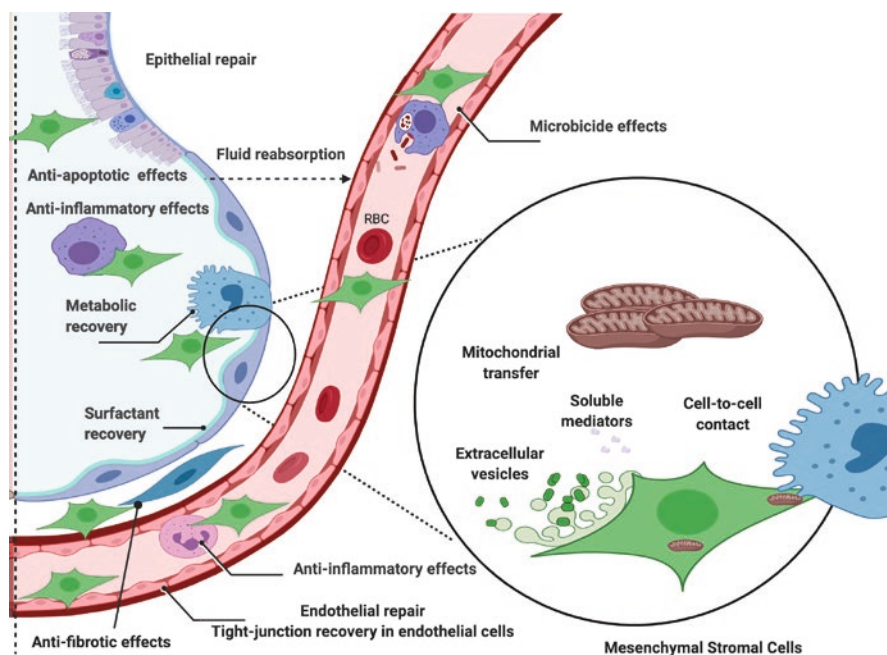 Epithelial repair
Microbicide effects
Fluid reabsorption
Anti-apoptotic effects
Anti-inflammatory effects
RBC
Metabolic
recovery
Mitochondrial
transfer
Soluble
mediators
Cell-to-cell
contact
Surfactant
recovery
Extracellular
vesicles
Anti-inflammatory effects
Endothelial repair
Tight-junction recovery in endothelial cells
Anti-fibrotic effects
Mesenchymal Stromal Cells